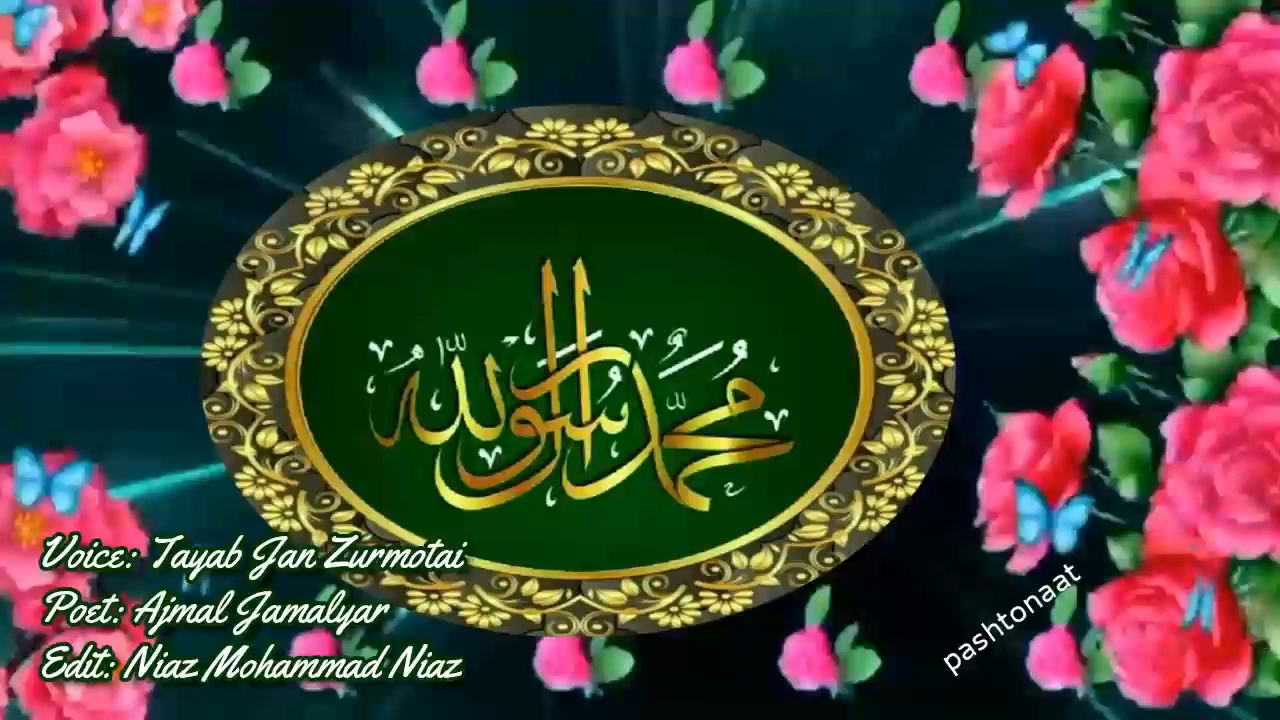 محمد رسول الله
Voice: Tayab Jan Zurmotai
Poet: Ajmal Jamalyar
Edit: Niaz Mohammad Niaz
pashtonaat